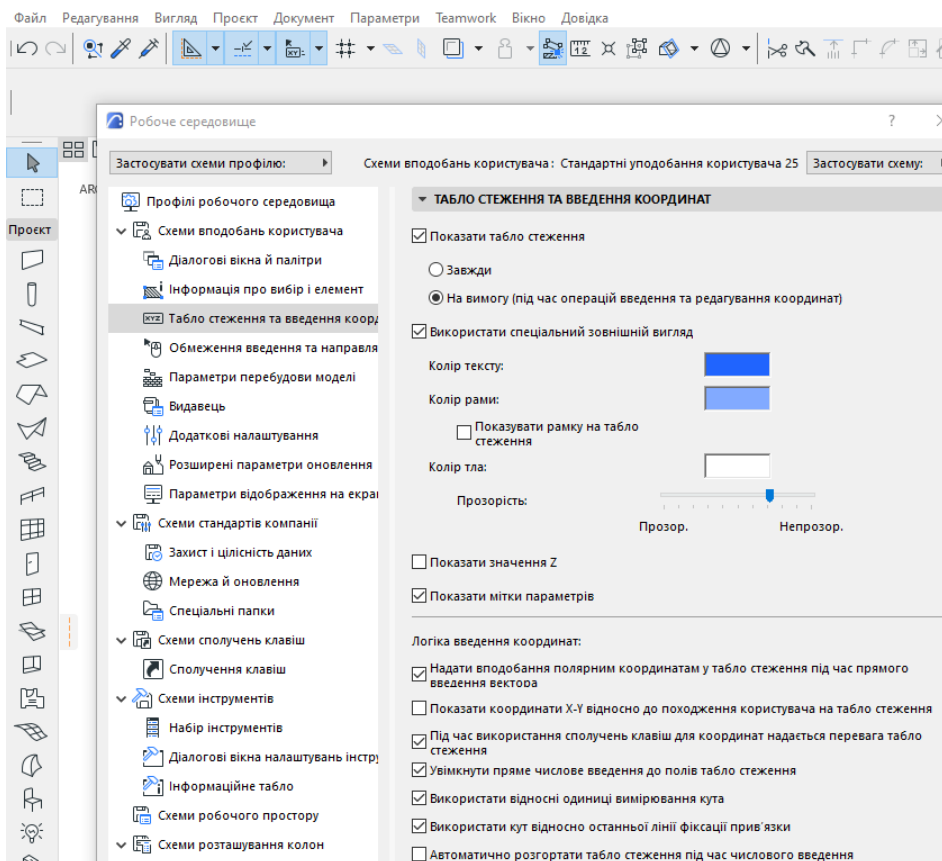 Файл Редагування Вигляд Проєкт Документ Параметри Teamwork Вікно Довідка
Робоче середовище
Застосувати схеми профілю:
Схеми вподобань користувача: Стандартні уподобання користувача 25
Застосувати схему:
Проєкт
Профілі робочого середовища
Схеми вподобань користувача
Діалогові вікна й палітри
Інформація про вибір і елемент
Табло стеження та введення коорд
Обмеження введення та направля
Параметри перебудови моделі
Видавець
Додаткові налаштування
Розширені параметри оновлення
Параметри відображення на екра
Схеми стандартів компанії
Захист і цілісність даних
Мережа й оновлення
Спеціальні папки
Схеми сполучень клавіш
Сполучення клавіш
Схеми інструментів
Набір інструментів
Діалогові вікна налаштувань інстру
Інформаційне табло
Схеми робочого простору
Схеми розташування колон
ТАБЛО СТЕЖЕННЯ ТА ВВЕДЕННЯ КООРДИНАТ
Показати табло стеження
Завжди
На вимогу (під час операцій введення та редагування координат)
Використати спеціальний зовнішній вигляд
Колір тексту:
Колір рами:
Показувати рамку на табло
стеження
Колір тла:
Прозорість:
Прозор. Непрозор.
Показати значення Z
Показати мітки параметрів
Логіка введення координат:
Надати вподобання полярним координатам у табло стеження під час прямого
введення вектора
Показати координати X-Y відносно до походження користувача на табло стеження
Під час використання сполучень клавіш для координат надається перевага табло
стеження
Увімкнути пряме числове введення до полів табло стеження
Використати відносні одиниці вимірювання кута
Використати кут відносно останньої лінії фіксації прив'язки
Автоматично розгортати табло стеження під час числового введення